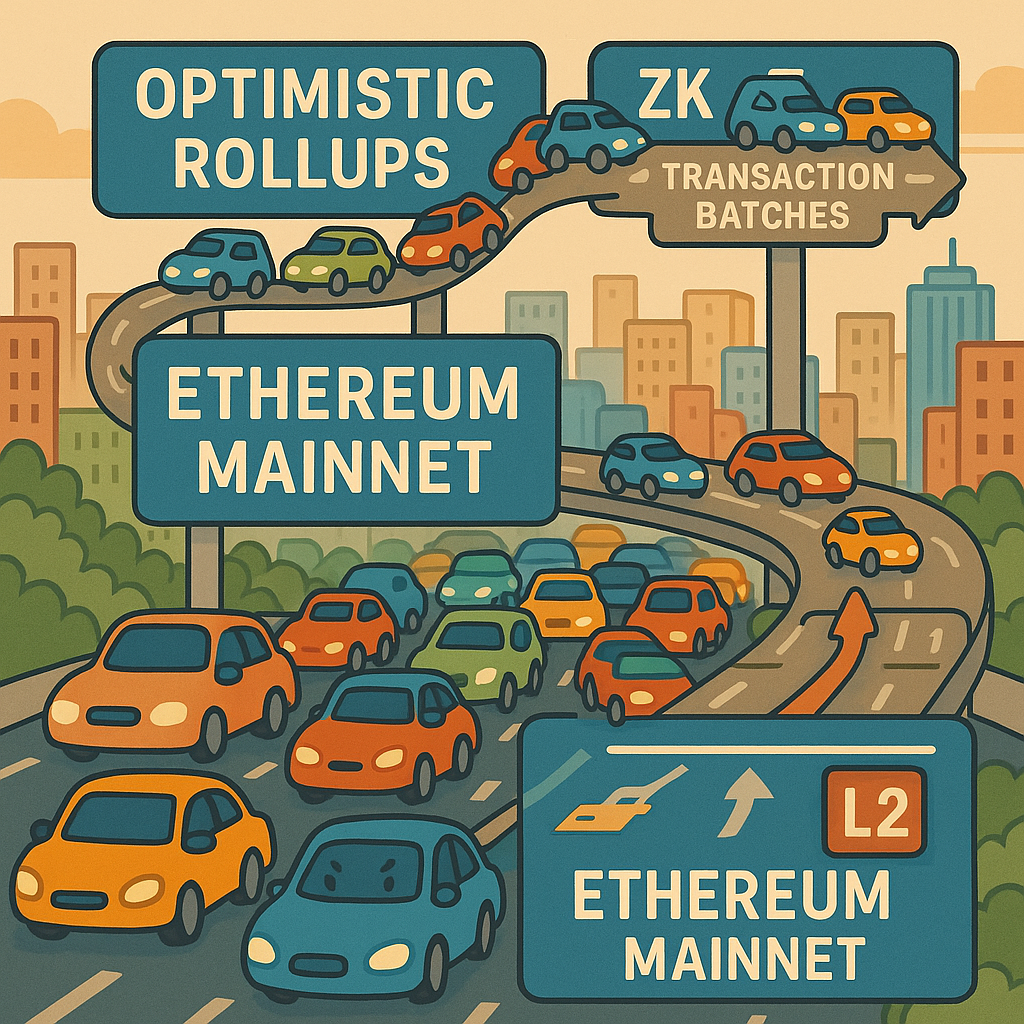 OPTIMISTIC
ROLLUPS
ZK
TRANSACTION
BATCHES
ETHEREUM
MAINNET
L2
ETHEREUM
MAINNET